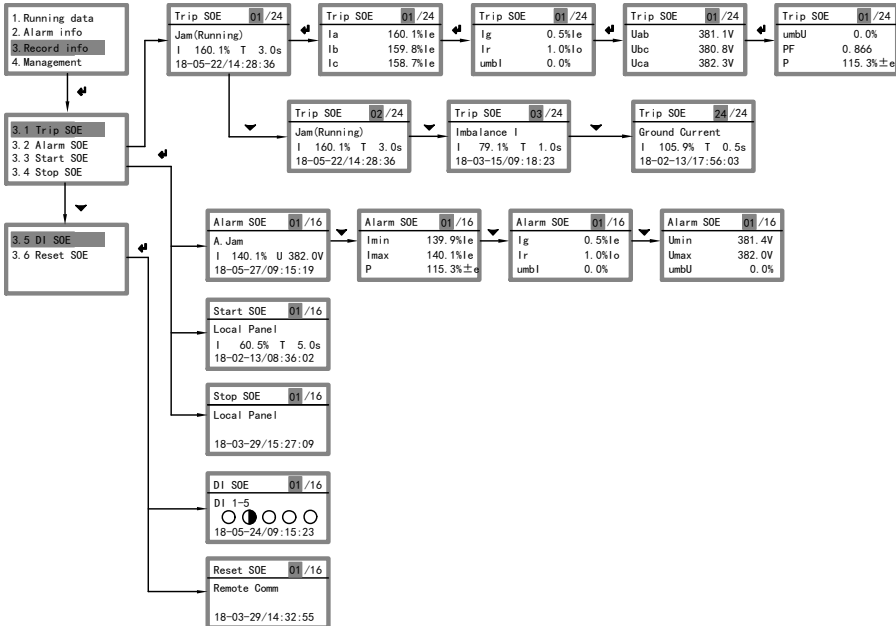 1. Running data
2. Alarm info
3. Record info
4. Management
Trip SOE 01 /24
Jam(Running)
I 160.1% T 3.0s
18-05-22/14:28:36
Trip SOE 01 /24
Ia 160.1%Ie
Ib 159.8%Ie
Ic 158.7%Ie
Trip SOE 01 /24
Ig 0.5%Ie
Ir 1.0%Io
umbI 0.0%
Trip SOE 01 /24
Uab 381.1V
Ubc 380.8V
Uca 382.3V
Trip SOE 01 /24
umbU 0.0%
PF 0.866
P 115.3%±e
3.1 Trip SOE
3.2 Alarm SOE
3.3 Start SOE
3.4 Stop SOE
Trip SOE 02 /24
Jam(Running)
I 160.1% T 3.0s
18-05-22/14:28:36
Trip SOE 03 /24
Imbalance I
I 79.1% T 1.0s
18-03-15/09:18:23
Trip SOE 24 /24
Ground Current
I 105.9% T 0.5s
18-02-13/17:56:03
3.5 DI SOE
3.6 Reset SOE
Alarm SOE 01 /16
A.Jam
I 140.1% U 382.0V
18-05-27/09:15:19
Alarm SOE 01 /16
Imin 139.9%Ie
Imax 140.1%Ie
P 115.3%±e
Alarm SOE 01 /16
Ig 0.5%Ie
Ir 1.0%Io
umbI 0.0%
Alarm SOE 01 /16
Umin 381.4V
Umax 382.0V
umbU 0.0%
Start SOE 01 /16
Local Panel
I 60.5% T 5.0s
18-02-13/08:36:02
Stop SOE 01 /16
Local Panel
18-03-29/15:27:09
DI SOE 01 /16
DI 1-5
18-05-24/09:15:23
Reset SOE 01 /16
Remote Comm
18-03-29/14:32:55